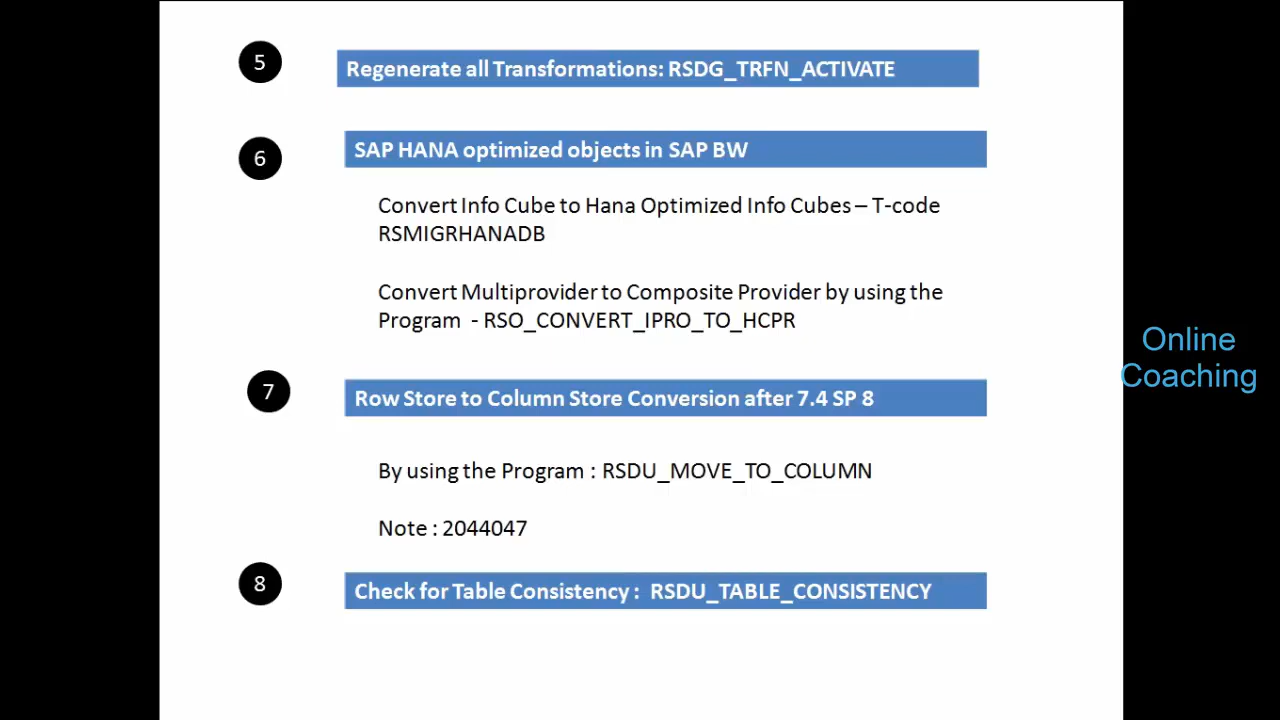 5
Regenerate all Transformations: RSDG_TRFN_ACTIVATE
6
SAP HANA optimized objects in SAP BW
Convert Info Cube to Hana Optimized Info Cubes – T-code
RSMIGRHANADB
Convert Multiprovider to Composite Provider by using the
Program - RSO_CONVERT_IPRO_TO_HCPR
7
Row Store to Column Store Conversion after 7.4 SP 8
By using the Program : RSDU_MOVE_TO_COLUMN
Note : 2044047
8
Check for Table Consistency : RSDU_TABLE_CONSISTENCY
Online
Coaching